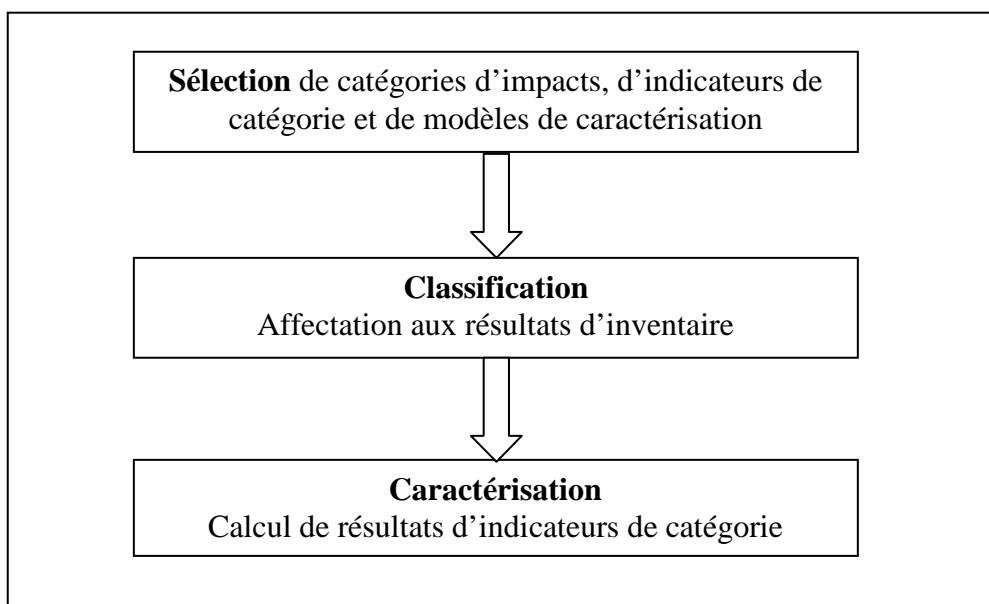 Sélection de catégories d’impacts, d’indicateurs de
catégorie et de modèles de caractérisation
Classification
Affectation aux résultats d’inventaire
Caractérisation
Calcul de résultats d’indicateurs de catégorie